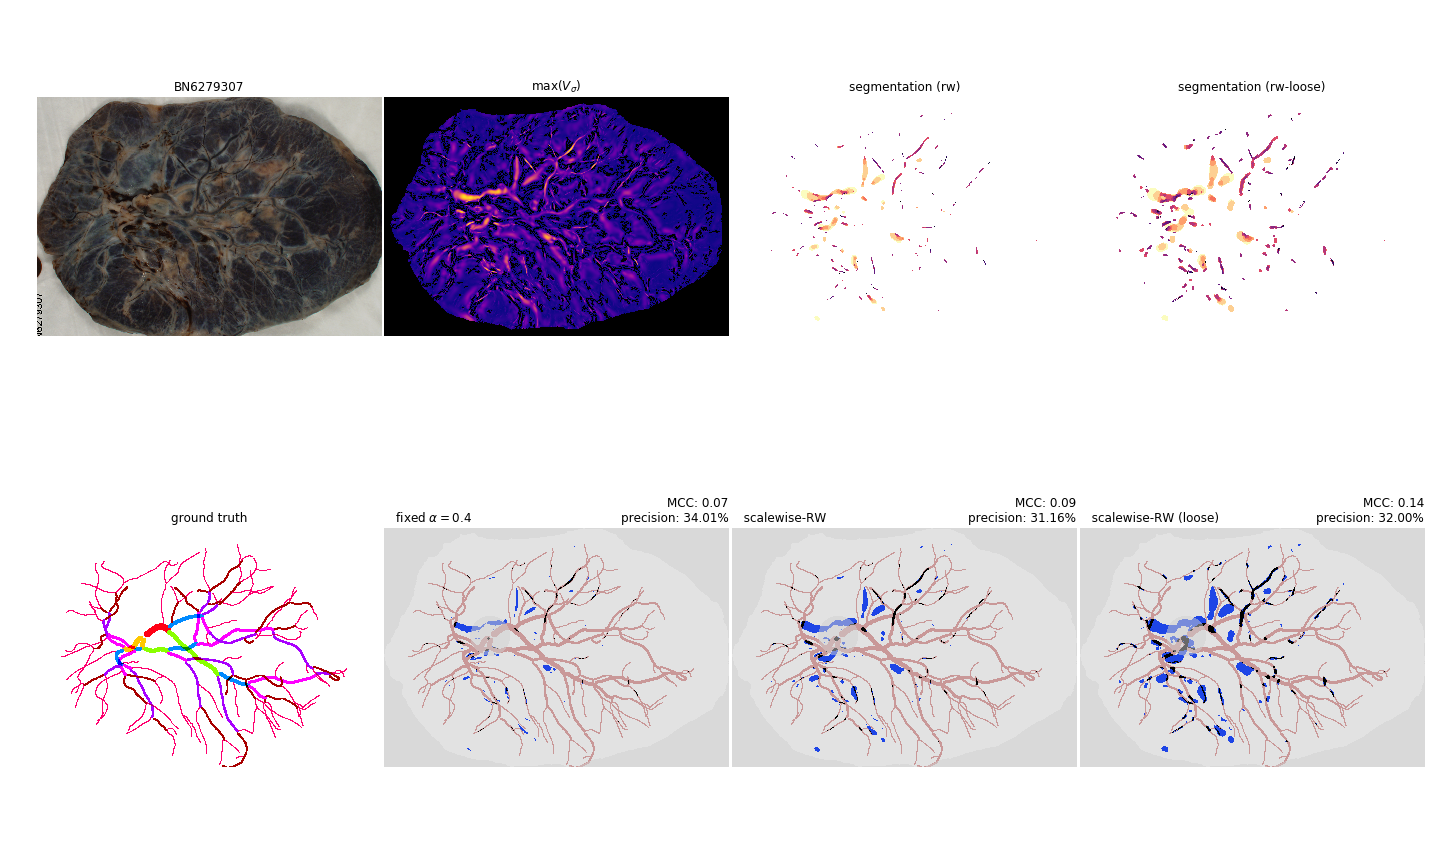 BN6279307
max(Vσ)
segmentation (rw)
segmentation (rw-loose)
ground truth
fixed α = 0.4
MCC: 0.07
precision: 34.01%
scalewise-RW
MCC: 0.09
precision: 31.16%
scalewise-RW (loose)
MCC: 0.14
precision: 32.00%